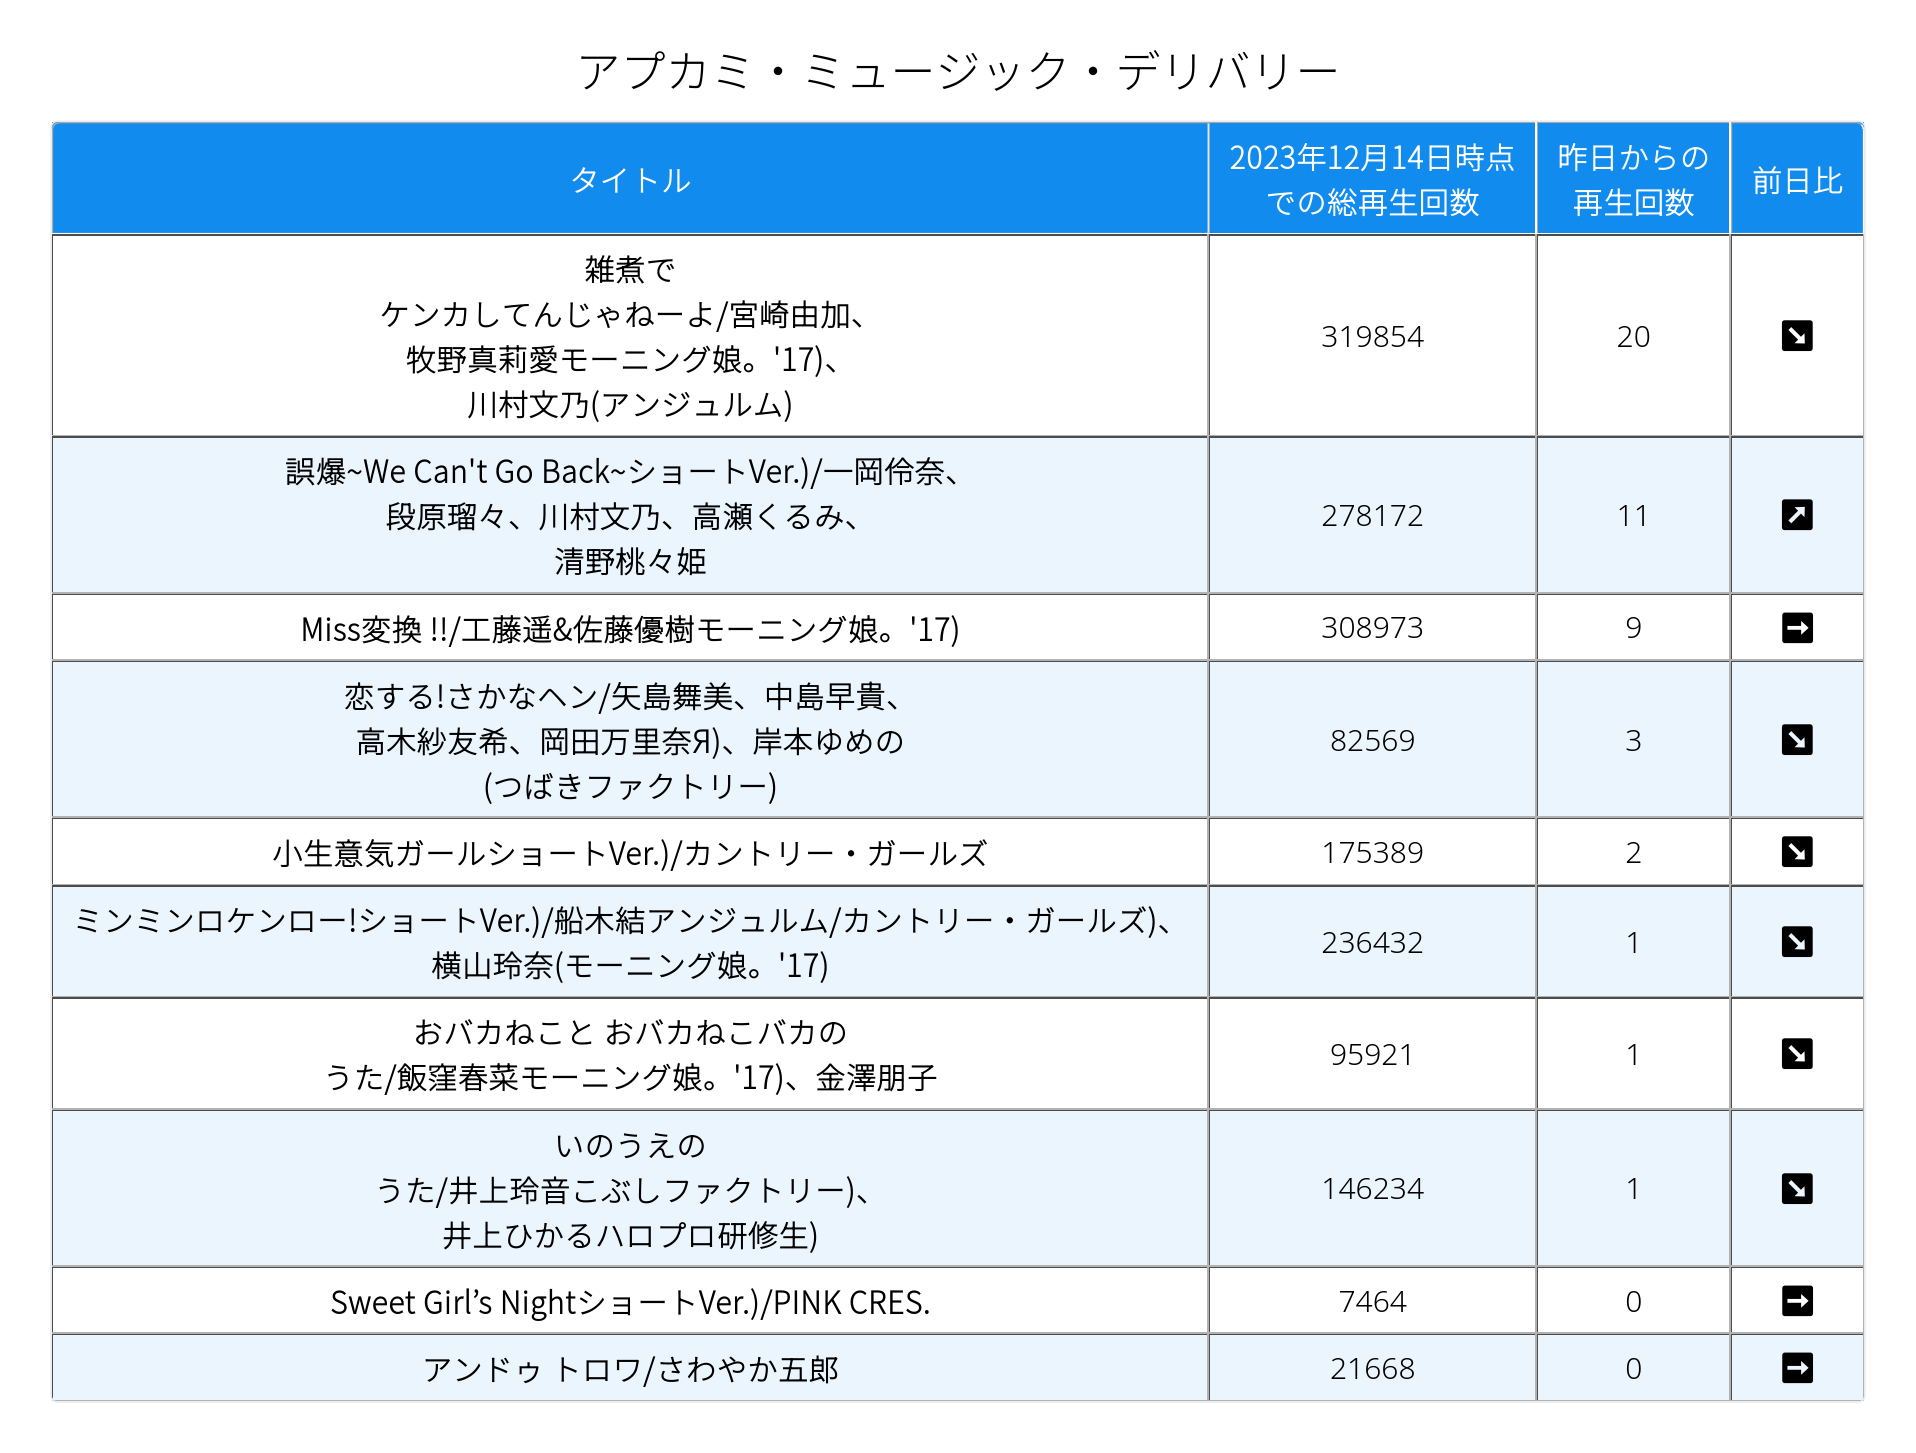 アプカミ・ミュージック・デリバリー
タイトル
2023年12月14日時点
での総再生回数
昨日からの
再生回数
前日比
雑煮で
ケンカしてんじゃねーよ/宮崎由加、
牧野真莉愛モーニング娘。'17)、
川村文乃(アンジュルム)
319854
20
誤爆~We Can't Go Back~ショートVer.)/一岡伶奈、
段原瑠々、川村文乃、高瀬くるみ、
清野桃々姫
278172
11
Miss変換 !!/工藤遥&佐藤優樹モーニング娘。'17)
308973
9
恋する!さかなヘン/矢島舞美、中島早貴、
高木紗友希、岡田万里奈Я)、岸本ゆめの
(つばきファクトリー)
82569
3
小生意気ガールショートVer.)/カントリー・ガールズ
175389
2
ミンミンロケンロー!ショートVer.)/船木結アンジュルム/カントリー・ガールズ)、
横山玲奈(モーニング娘。'17)
236432
1
おバカねこと おバカねこバカの
うた/飯窪春菜モーニング娘。'17)、金澤朋子
95921
1
いのうえの
うた/井上玲音こぶしファクトリー)、
井上ひかるハロプロ研修生)
146234
1
Sweet Girl’s NightショートVer.)/PINK CRES.
7464
0
アンドゥ トロワ/さわやか五郎
21668
0